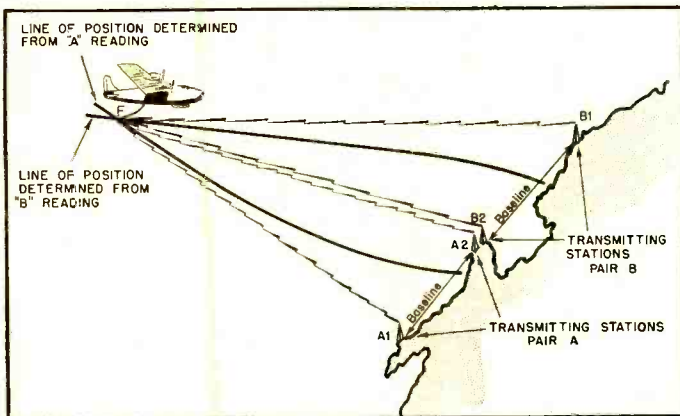 LINE OF POSITION DETERMINED
FROM "A" READING
F
LINE OF POSITION
DETERMINED FROM
"B" READING
B1
Baseline
B2
A2
TRANSMITTING
STATIONS
PAIR B
Baseline
A1
TRANSMITTING STATIONS
PAIR A